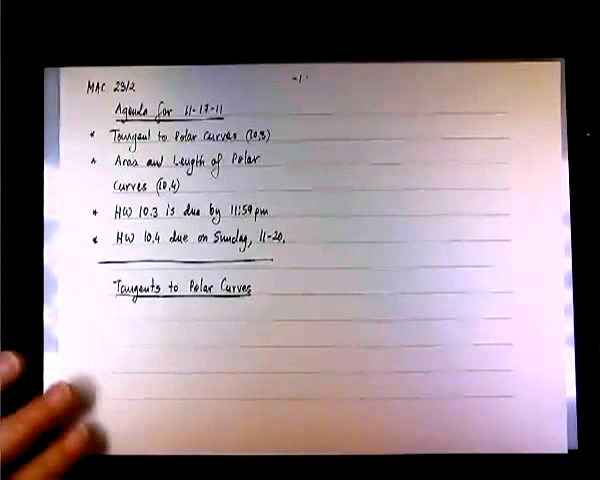 MAC 2312
-1-
Agenda for 11-17-11
* Tangent to Polar Curves (10.3)
* Area and Length of Polar
Curves (10.4)
* HW 10.3 is due by 11:59pm
* HW 10.4 due on Sunday, 11-20.
Tangents to Polar Curves